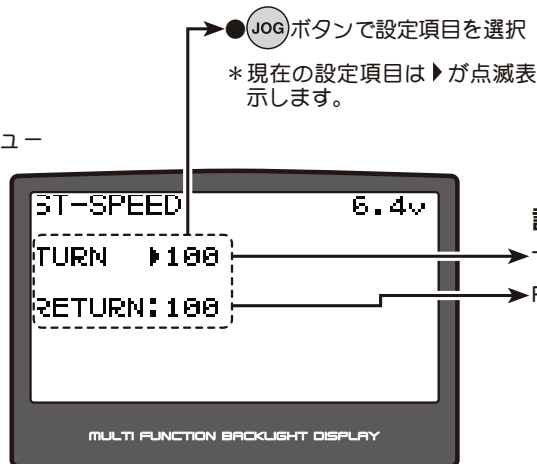 ●JOGボタンで設定項目を選択
＊現在の設定項目は▶が点滅表
示します。
ュー
ST-SPEED 6.4v
TURN ▶100
RETURN:100
MULTI FUNCTION BACKLIGHT DISPLAY